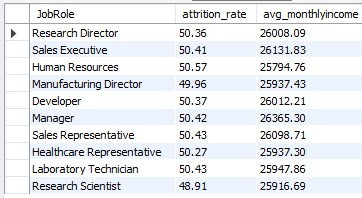 JobRole attrition_rate avg_monthlyincome
Research Director 50.36 26008.09
Sales Executive 50.41 26131.83
Human Resources 50.57 25794.76
Manufacturing Director 49.96 25937.43
Developer 50.37 26012.21
Manager 50.42 26365.30
Sales Representative 50.43 26098.71
Healthcare Representative 50.27 25937.30
Laboratory Technician 50.43 25947.86
Research Scientist 48.91 25916.69